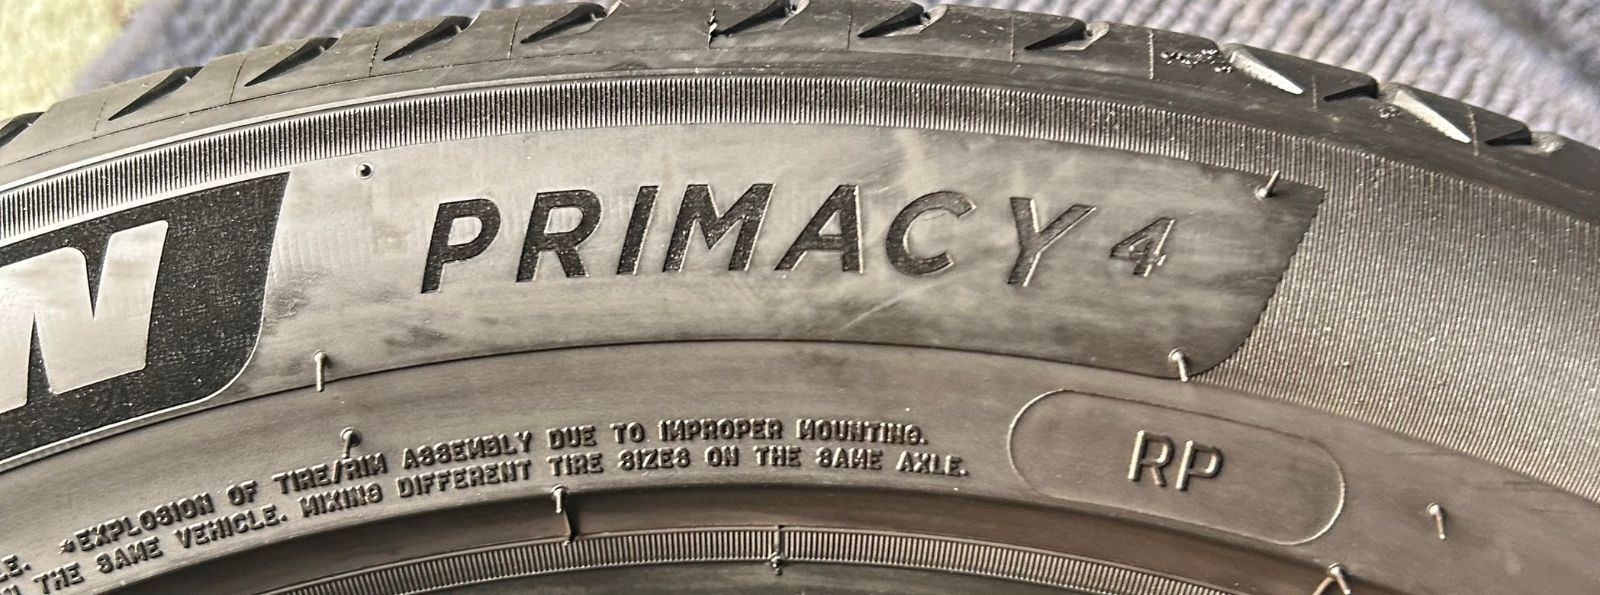 N
PRIMACY 4
*EXPLOSION OF TIRE/RIM ASSEMBLY DUE TO IMPROPER MOUNTING.
THE SAME VEHICLE. MIXING DIFFERENT TIRE SIZES ON THE SAME AXLE.
RP